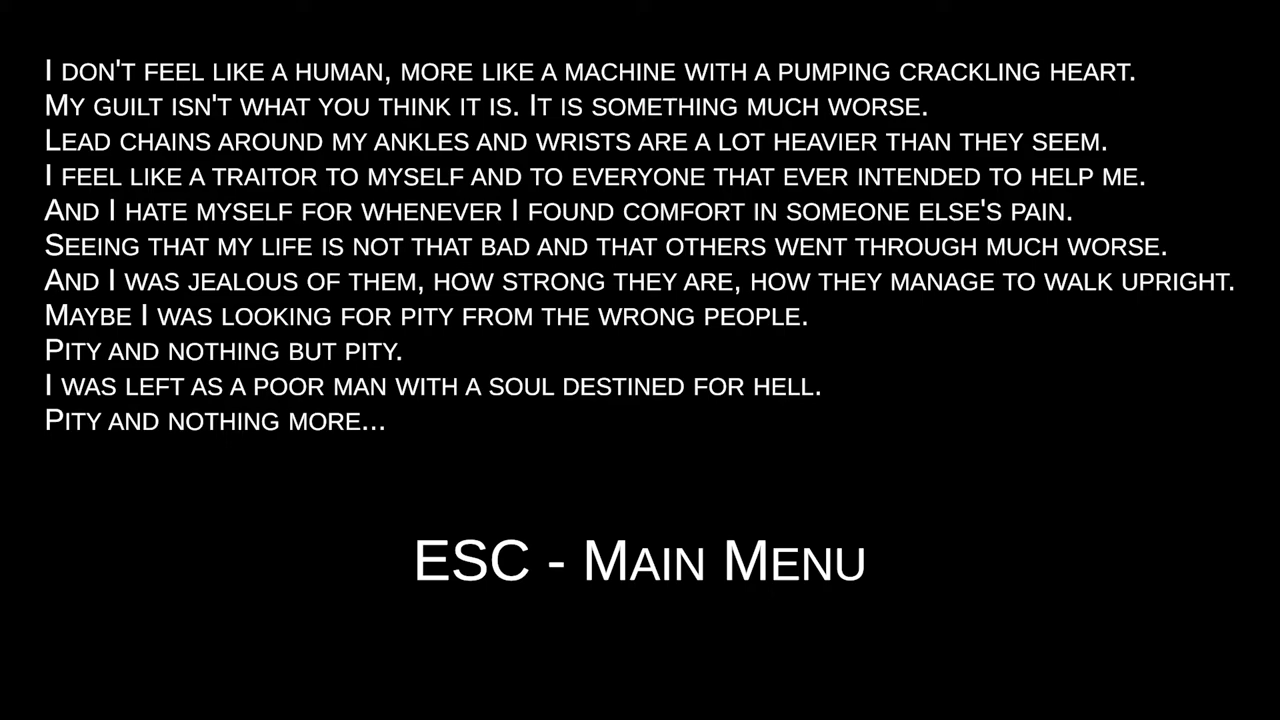 I DON'T FEEL LIKE A HUMAN, MORE LIKE A MACHINE WITH A PUMPING CRACKLING HEART.
MY GUILT ISN'T WHAT YOU THINK IT IS. IT IS SOMETHING MUCH WORSE.
LEAD CHAINS AROUND MY ANKLES AND WRISTS ARE A LOT HEAVIER THAN THEY SEEM.
I FEEL LIKE A TRAITOR TO MYSELF AND TO EVERYONE THAT EVER INTENDED TO HELP ME.
AND I HATE MYSELF FOR WHENEVER I FOUND COMFORT IN SOMEONE ELSE'S PAIN.
SEEING THAT MY LIFE IS NOT THAT BAD AND THAT OTHERS WENT THROUGH MUCH WORSE.
AND I WAS JEALOUS OF THEM, HOW STRONG THEY ARE, HOW THEY MANAGE TO WALK UPRIGHT.
MAYBE I WAS LOOKING FOR PITY FROM THE WRONG PEOPLE.
PITY AND NOTHING BUT PITY.
I WAS LEFT AS A POOR MAN WITH A SOUL DESTINED FOR HELL.
PITY AND NOTHING MORE...
ESC - MAIN MENU